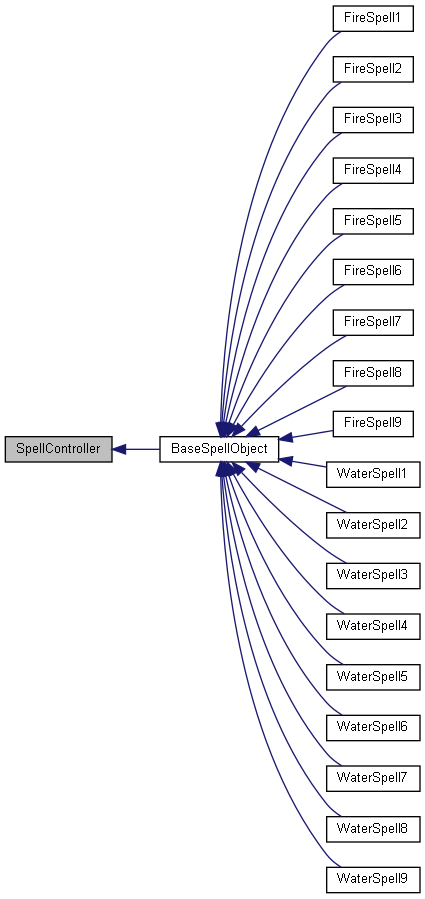 FireSpell1
FireSpell2
FireSpell3
FireSpell4
FireSpell5
FireSpell6
FireSpell7
FireSpell8
FireSpell9
SpellController
BaseSpellObject
WaterSpell1
WaterSpell2
WaterSpell3
WaterSpell4
WaterSpell5
WaterSpell6
WaterSpell7
WaterSpell8
WaterSpell9